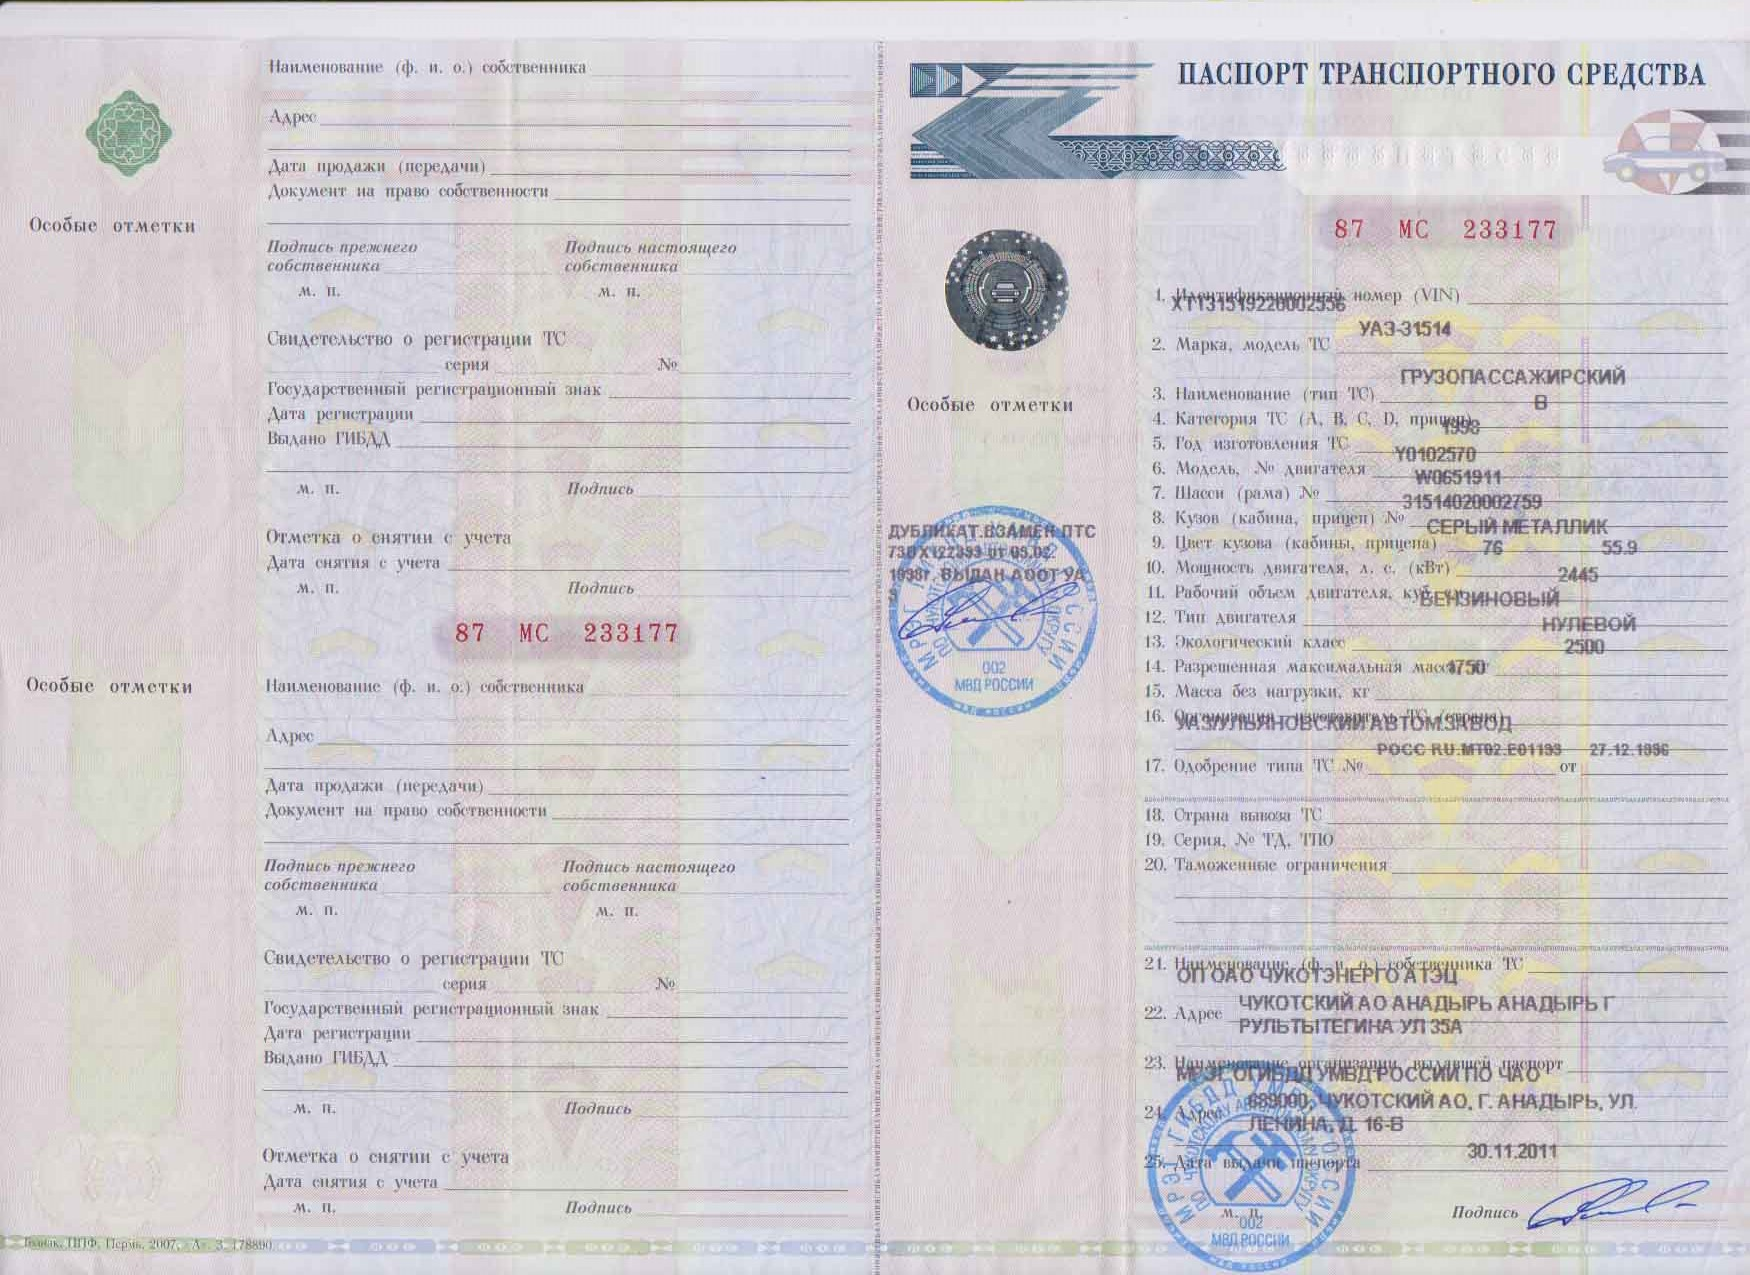 Наименование (ф. и. о.) собственника
Адрес
Дата продажи (передачи)
Документ на право собственности
Особые отметки
Подпись прежнего собственника
Подпись настоящего собственника
м. п.
м. п.
Свидетельство о регистрации ТС
серия №
Государственный регистрационный знак
Дата регистрации
Выдано ГИБДД
м. п. Подпись
Отметка о снятии с учета
Дата снятия с учета
м. п. Подпись
87 МС 233177
Особые отметки
Наименование (ф. и. о.) собственника
Адрес
Дата продажи (передачи)
Документ на право собственности
Подпись прежнего собственника
Подпись настоящего собственника
м. п.
м. п.
Свидетельство о регистрации ТС
серия №
Государственный регистрационный знак
Дата регистрации
Выдано ГИБДД
м. п. Подпись
Отметка о снятии с учета
Дата снятия с учета
м. п. Подпись
Пермь, 2007, 178890
ПАСПОРТ ТРАНСПОРТНОГО СРЕДСТВА
87 МС 233177
Особые отметки
ДУБЛИКАТ ВЗАМЕН ПТС
1998г. ВЫДАН АООТ УА
002
МВД РОССИИ
1. Идентификационный номер (VIN)
2. Марка, модель ТС УАЗ-31514
3. Наименование (тип ТС) ГРУЗОПАССАЖИРСКИЙ
4. Категория ТС (А, В, С, D, прицеп) В
5. Год изготовления ТС 1998
6. Модель, № двигателя Y0102570
7. Шасси (рама) № W0651911
8. Кузов (кабина, прицеп) № 31514020002759
9. Цвет кузова (кабины, прицепа) СЕРЫЙ МЕТАЛЛИК
10. Мощность двигателя, л. с. (кВт) 76 55.9
11. Рабочий объем двигателя, куб. см 2445
12. Тип двигателя БЕНЗИНОВЫЙ
13. Экологический класс НУЛЕВОЙ
14. Разрешенная максимальная масса, кг 2500
15. Масса без нагрузки, кг 1750
16. Организация - изготовитель ТС (страна)
УАЗ УЛЬЯНОВСКИЙ АВТОМ.ЗАВОД
17. Одобрение типа ТС № РОСС RU.MT02.E01193 от 27.12.1996
18. Страна вывоза ТС
19. Серия, № ТД, ТПО
20. Таможенные ограничения
21. Наименование (ф. и. о.) собственника ТС
ОП ОАО ЧУКОТЭНЕРГО АТЭЦ
22. Адрес ЧУКОТСКИЙ АО АНАДЫРЬ АНАДЫРЬ Г
РУЛЬТЫТЕГИНА УЛ 35А
23. Наименование организации, выдавшей паспорт
ОГИБДД УМВД РОССИИ ПО ЧАО
24. Адрес 689000, ЧУКОТСКИЙ АО, Г. АНАДЫРЬ, УЛ.
ЛЕНИНА, Д. 16-В
25. Дата выдачи паспорта 30.11.2011
м. п. Подпись
002
МВД РОССИИ